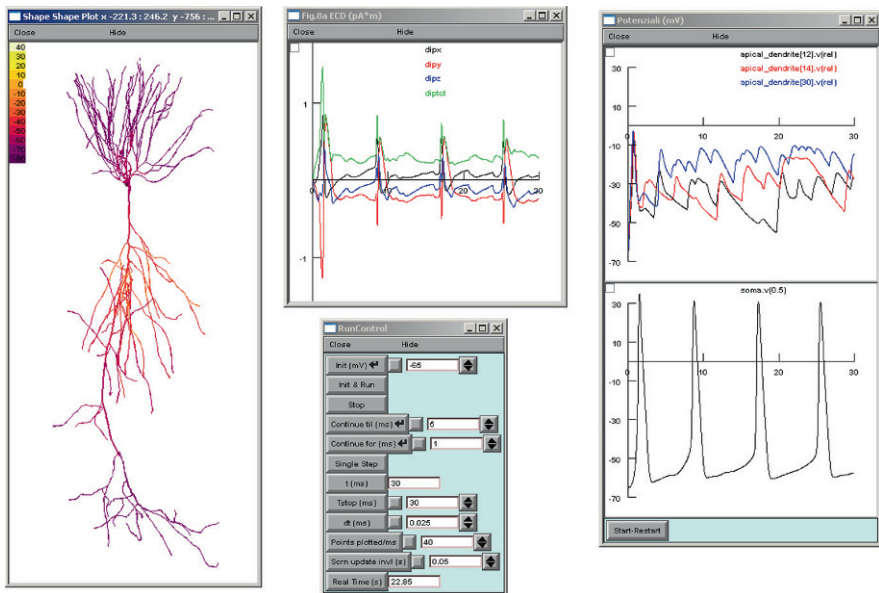 Shape Shape Plot x -221.3 : 246.2 y -756 : ...
Close Hide
40
30
20
10
0
-10
-20
-30
-40
-50
-60
-70
-80
Fig.8a ECD (pA*m)
Close Hide
dipx
dipy
dipz
diptot
1
0 10 20 30
-1
RunControl
Close Hide
Init (mV) -65
Init & Run
Stop
Continue til (ms) 5
Continue for (ms) 1
Single Step
t (ms) 30
Tstop (ms) 30
dt (ms) 0.025
Points plotted/ms 40
Scrn update invl (s) 0.05
Real Time (s) 22.85
Potenziali (mV)
Close Hide
apical_dendrite[12].v(rel)
apical_dendrite[14].v(rel)
apical_dendrite[30].v(rel)
30
10
0 10 20 30
-10
-30
-50
-70
soma.v(0.5)
30
10
0 10 20 30
-10
-30
-50
-70
Start-Restart